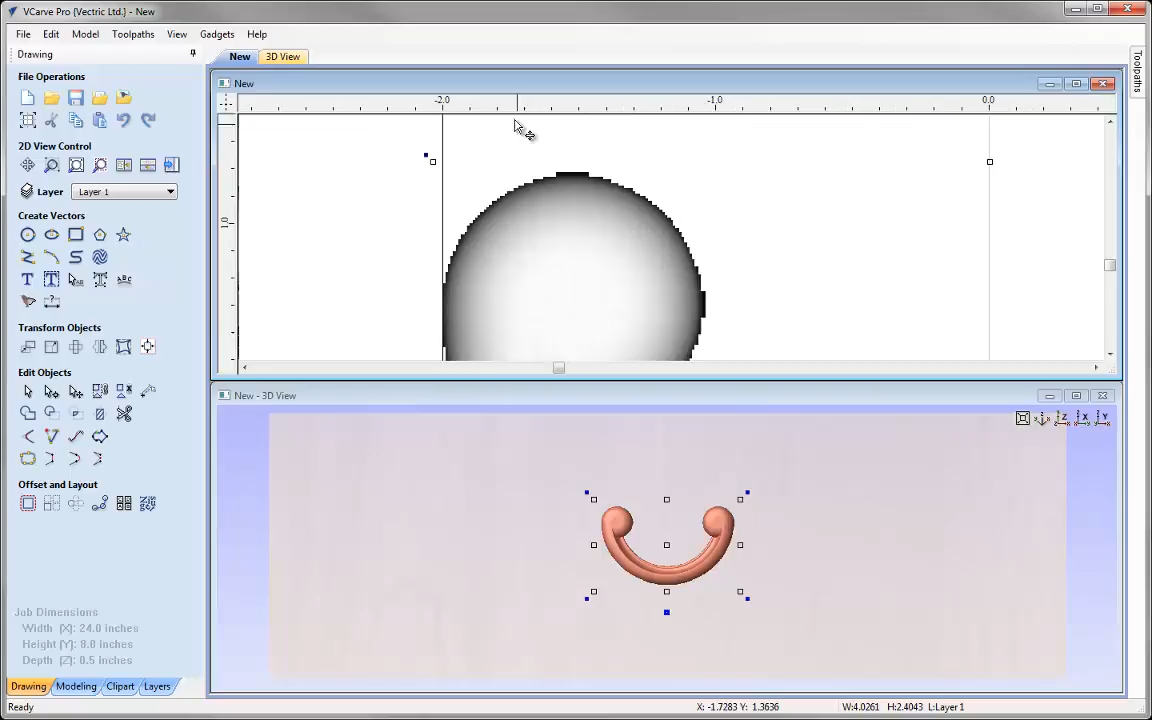 VCarve Pro {Vectric Ltd.} - New
File Edit Model Toolpaths View Gadgets Help
Drawing
New 3D View
Toolpaths
File Operations
New
-2.0 -1.0 0.0
2D View Control
Layer Layer 1
Create Vectors
1.0
Transform Objects
Edit Objects
New - 3D View
Z X Y
Offset and Layout
Job Dimensions
Width (X): 24.0 inches
Height (Y): 8.0 inches
Depth (Z): 0.5 inches
Drawing Modeling Clipart Layers
Ready X: -1.7283 Y: 1.3636 W:4.0261 H:2.4043 L:Layer 1